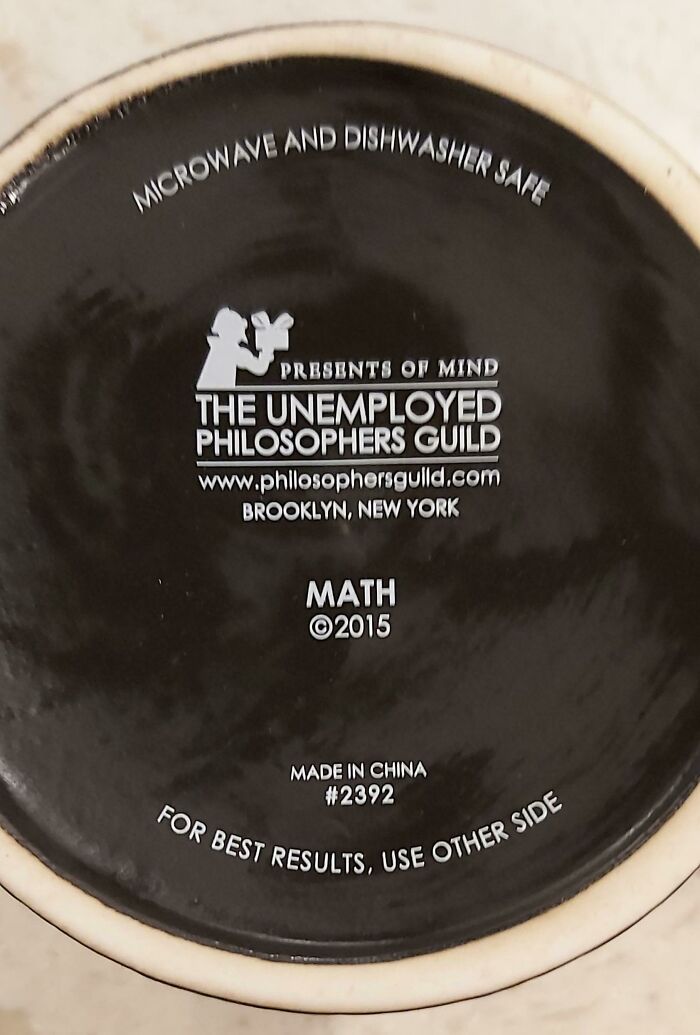 MICROWAVE AND DISHWASHER SAFE
PRESENTS OF MIND
THE UNEMPLOYED
PHILOSOPHERS GUILD
www.philosophersguild.com
BROOKLYN, NEW YORK
MATH
©2015
MADE IN CHINA
#2392
FOR BEST RESULTS, USE OTHER SIDE